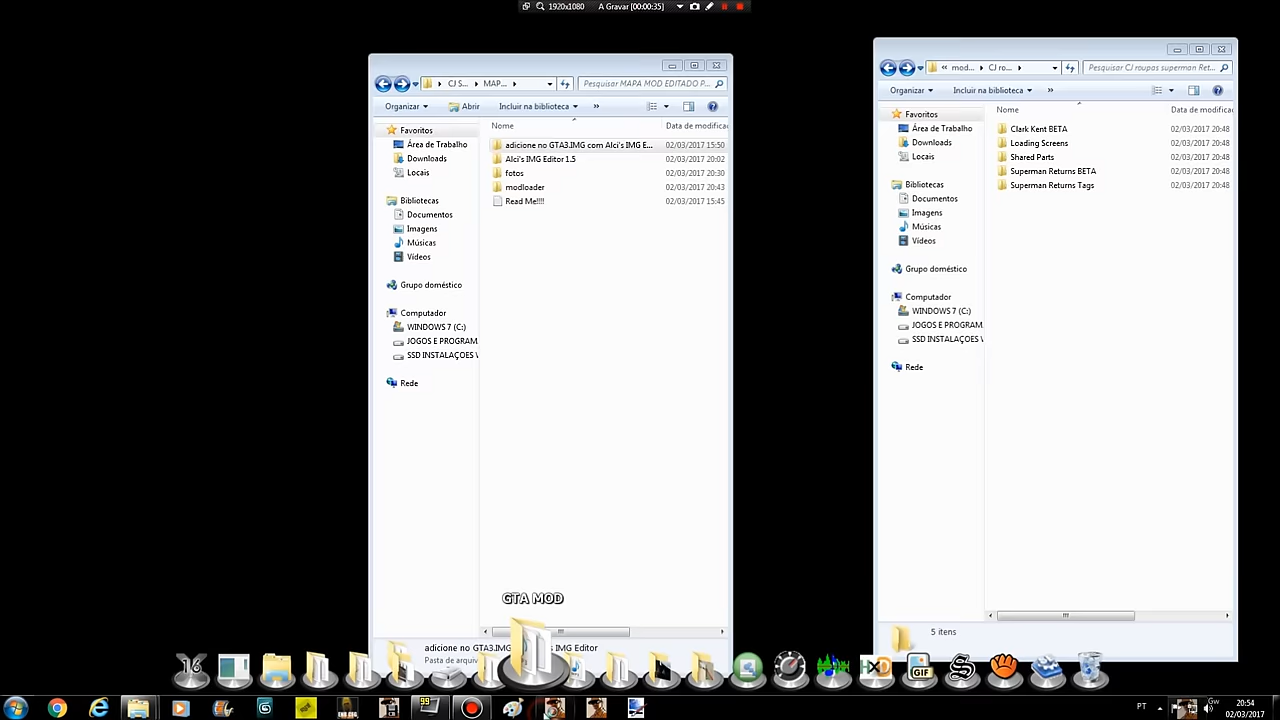 1920x1080 A Gravar [00:00:35]
CJ S... MAP... Pesquisar MAPA MOD EDITADO P...
Organizar Abrir Incluir na biblioteca »
Nome Data de modifica
Favoritos
Área de Trabalho
Downloads
Locais
Bibliotecas
Documentos
Imagens
Músicas
Vídeos
Grupo doméstico
Computador
WINDOWS 7 (C:)
JOGOS E PROGRAM
SSD INSTALAÇOES
Rede
adicione no GTA3.IMG com Alci's IMG E... 02/03/2017 15:50
Alci's IMG Editor 1.5 02/03/2017 20:02
fotos 02/03/2017 20:30
modloader 02/03/2017 20:43
Read Me!!!! 02/03/2017 15:45
GTA MOD
adicione no GTA3.IMG IMG Editor
Pasta de arqui
« mod... CJ ro... Pesquisar CJ roupas superman Ret...
Organizar Incluir na biblioteca »
Nome Data de modifica
Favoritos
Área de Trabalho
Downloads
Locais
Bibliotecas
Documentos
Imagens
Músicas
Vídeos
Grupo doméstico
Computador
WINDOWS 7 (C:)
JOGOS E PROGRAM
SSD INSTALAÇOES
Rede
Clark Kent BETA 02/03/2017 20:48
Loading Screens 02/03/2017 20:48
Shared Parts 02/03/2017 20:48
Superman Returns BETA 02/03/2017 20:48
Superman Returns Tags 02/03/2017 20:48
5 itens
16
HXD
GIF
99
PT
20:54
02/03/2017